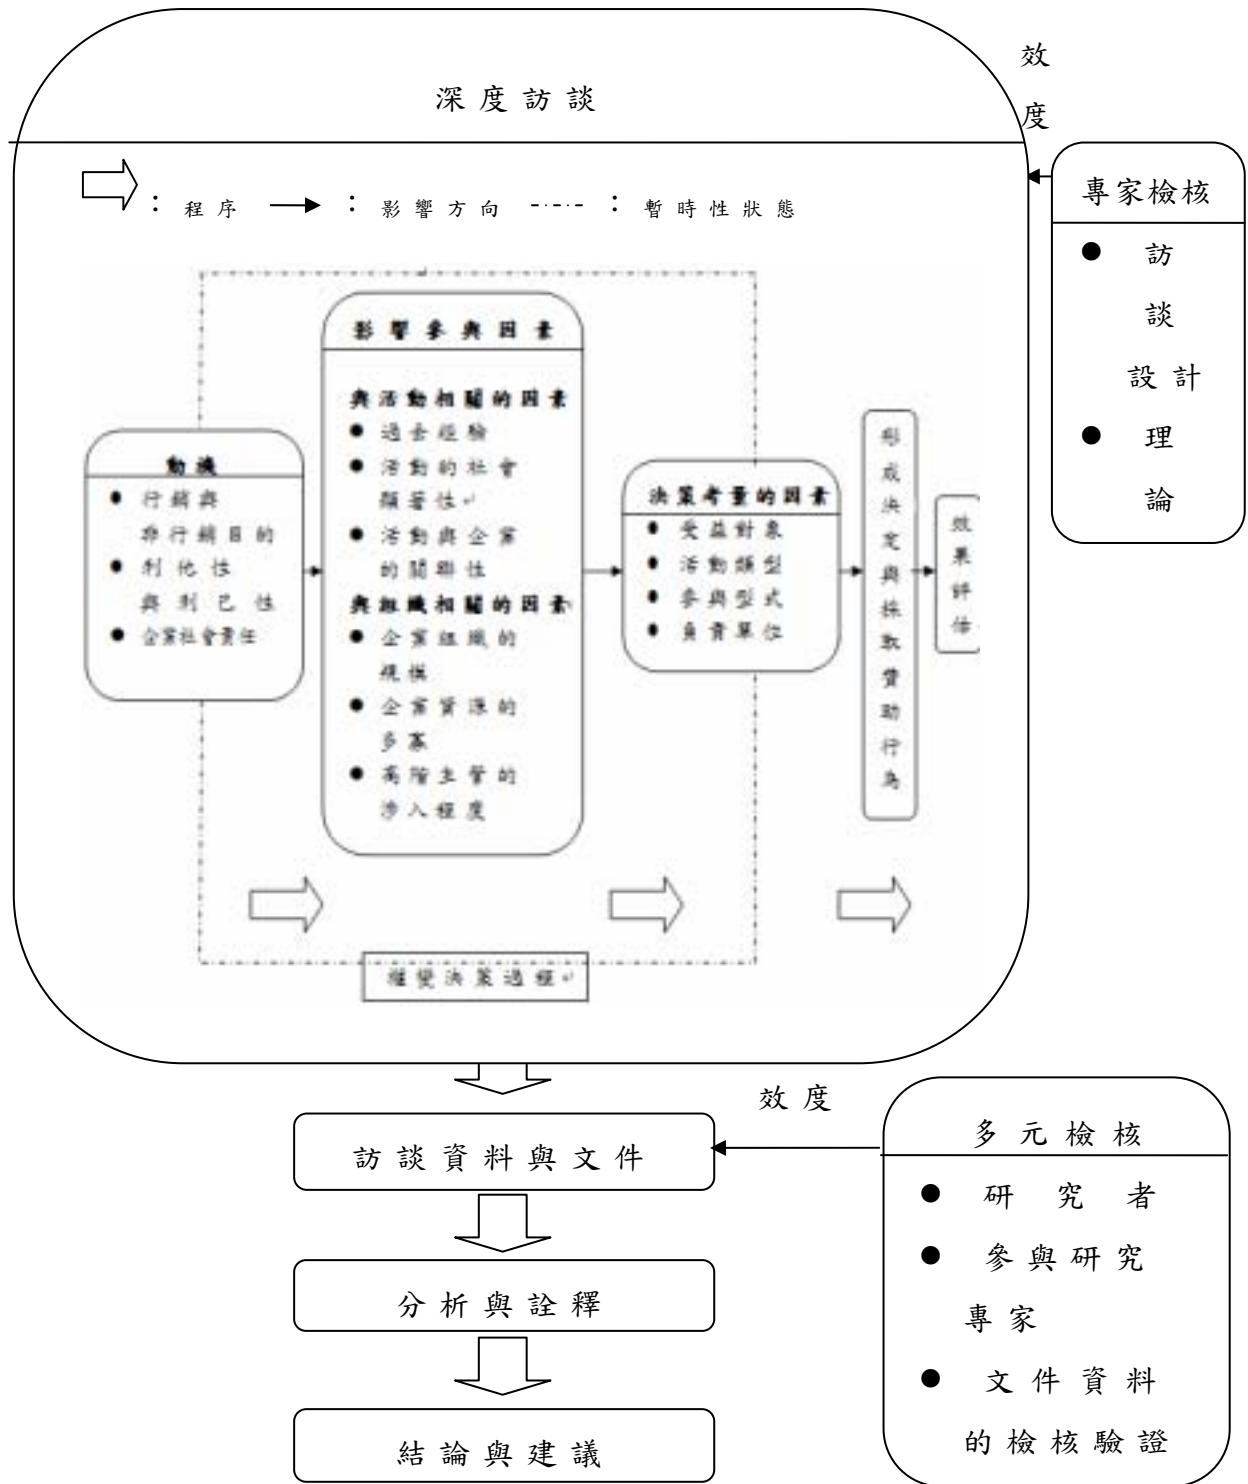 深度訪談
：程序
：影響方向
：暫時性狀態
效
度
專家檢核
● 訪
談
設計
● 理
論
影響參與因素
與活動相關的因素
● 過去經驗
● 活動的社會
顯著性
● 活動與企業
的關聯性
與組織相關的因素
● 企業組織的
規模
● 企業資源的
多寡
● 高階主管的
涉入程度
動機
● 行銷與
非行銷目的
● 利他性
與利己性
● 企業社會責任
決策考量的因素
● 受益對象
● 活動類型
● 參與型式
● 負責單位
形成決定與採取贊助行為
效果評估
權變決策過程
訪談資料與文件
效度
多元檢核
● 研究者
● 參與研究
專家
● 文件資料
的檢核驗證
分析與詮釋
結論與建議